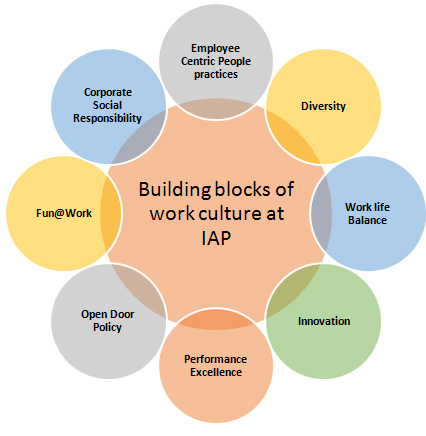 Employee
Centric People
practices
Diversity
Work life
Balance
Innovation
Performance
Excellence
Open Door
Policy
Fun@Work
Corporate
Social
Responsibility
Building blocks of
work culture at
IAP